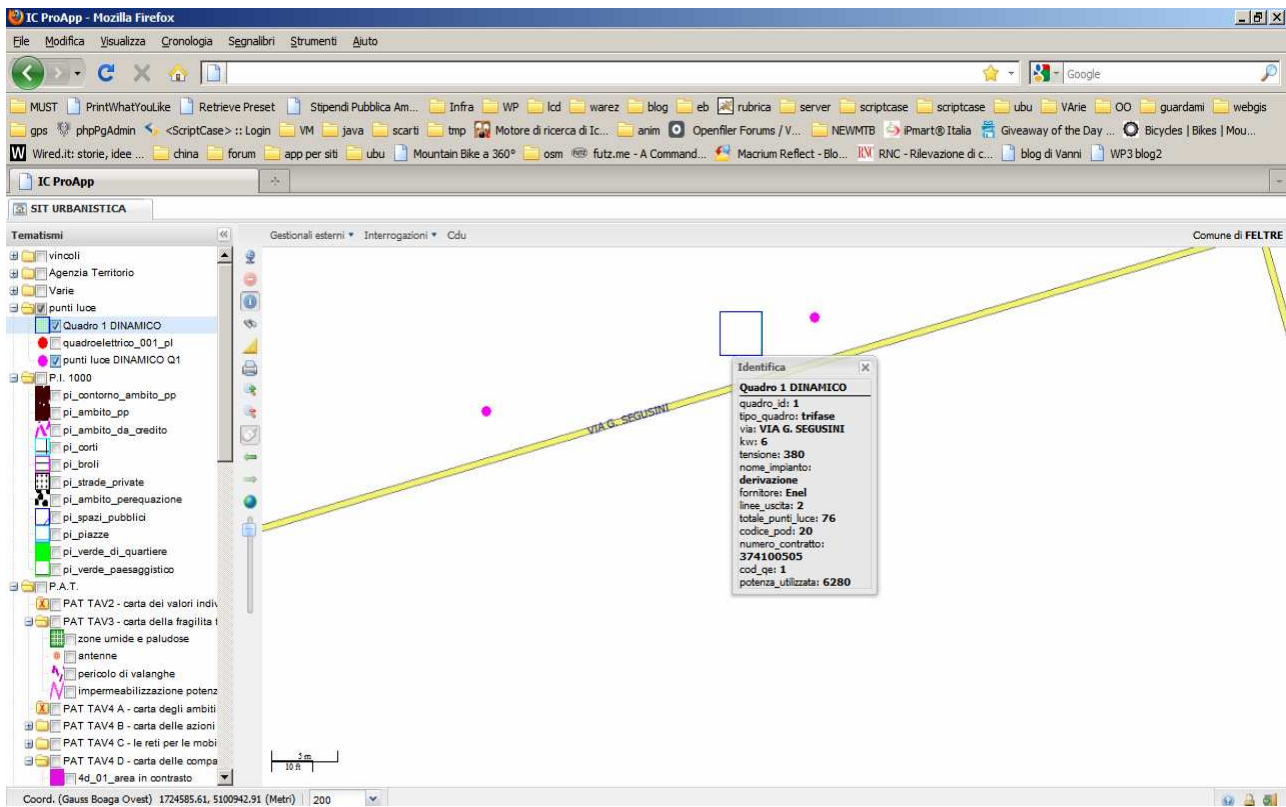 IC ProApp - Mozilla Firefox
File Modifica Visualizza Cronologia Segnalibri Strumenti Aiuto
Google
MUST PrintWhatYouLike Retrieve Preset Stipendi Pubblica Am... Infra WP lcd warez blog eb rubrica server scriptcase scriptcase ubu VArie OO guardami webgis
gps phpPgAdmin <ScriptCase> :: Login VM java scarti tmp Motore di ricerca di Ic... anim Openfiler Forums / V... NEWMTB Pmart® Italia Giveaway of the Day ... Bicycles | Bikes | Mou...
W Wired.it: storie, idee ... china forum app per siti ubu Mountain Bike a 360° osm futz.me - A Command... Macrium Reflect - Blo... RNC RNC - Rilevazione di c... blog di Vanni WP3 blog2
IC ProApp
SIT URBANISTICA
Tematismi
Gestionali esterni Interrogazioni Cdu
Comune di FELTRE
vincoli
Agenzia Territorio
Varie
punti luce
Quadro 1 DINAMICO
quadroelettrico_001_pl
punti luce DINAMICO Q1
P.I. 1000
pi_contorno_ambito_pp
pi_ambito_pp
pi_ambito_da_credito
pi_corti
pi_broli
pi_strade_private
pi_ambito_perequazione
pi_spazi_pubblici
pi_piazze
pi_verde_di_quartiere
pi_verde_paesaggistico
P.A.T.
PAT TAV2 - carta dei valori indiv
PAT TAV3 - carta della fragilita
zone umide e paludose
antenne
pericolo di valanghe
impermeabilizzazione potenz
PAT TAV4 A - carta degli ambiti
PAT TAV4 B - carta delle azioni
PAT TAV4 C - le reti per le mobi
PAT TAV4 D - carta delle compa
4d_01_area in contrasto
VIA G. SEGUSINI
Identifica
Quadro 1 DINAMICO
quadro_id: 1
tipo_quadro: trifase
via: VIA G. SEGUSINI
kw: 6
tensione: 380
nome_impianto:
derivazione
fornitore: Enel
linee_uscita: 2
totale_punti_luce: 76
codice_pod: 20
numero_contratto:
374100505
cod_qe: 1
potenza_utilizzata: 6280
5 m
10 ft
Coord. (Gauss Boaga Ovest) 1724585.61, 5100942.91 (Metri) 200